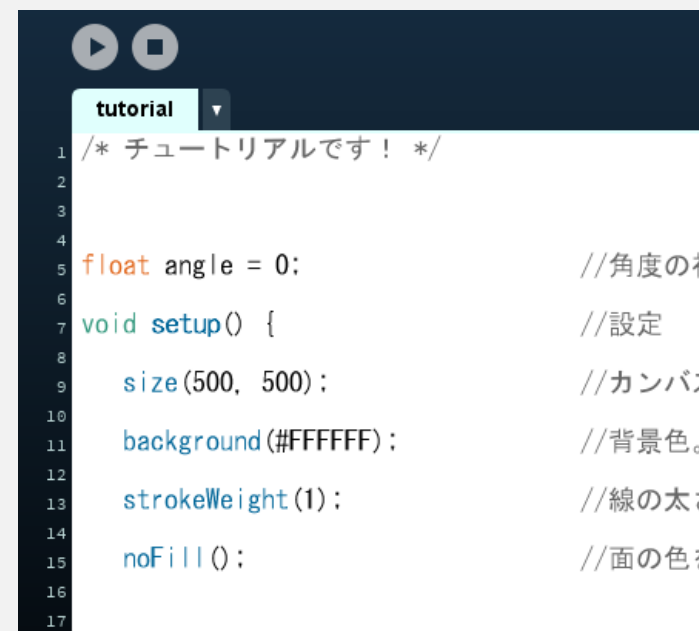 tutorial
1 /* チュートリアルです！ */
2
3
4
5 float angle = 0; //角度の
6
7 void setup() { //設定
8
9 size(500, 500); //カンバ
10
11 background(#FFFFFF); //背景色。
12
13 strokeWeight(1); //線の太
14
15 noFill(); //面の色
16
17